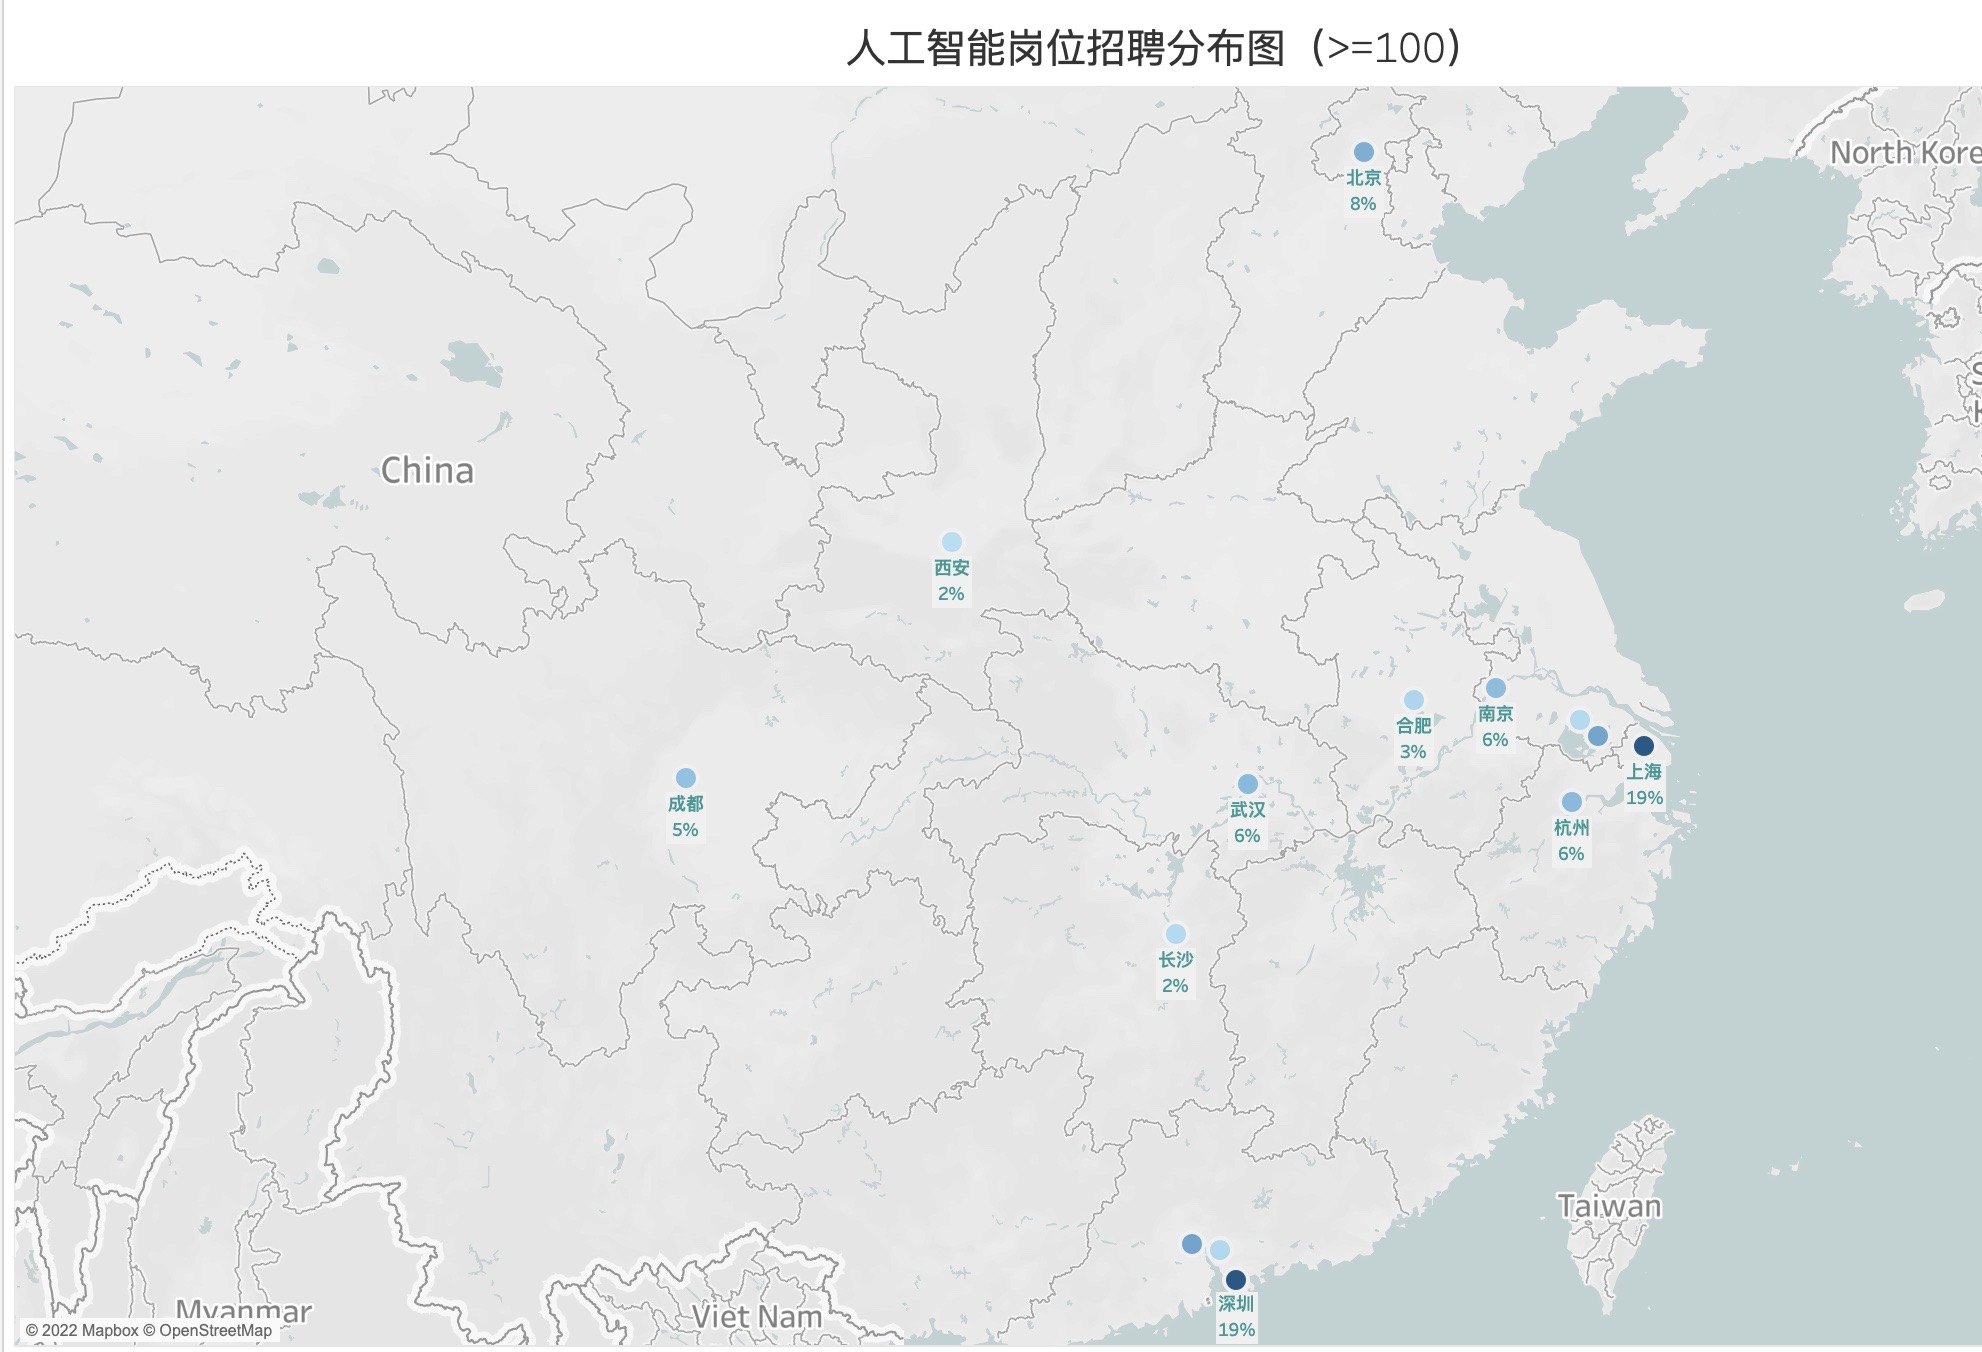 人工智能岗位招聘分布图（>=100）
North Kore
北京
8%
S
K
China
西安
2%
南京
6%
合肥
3%
上海
19%
成都
5%
武汉
6%
杭州
6%
长沙
2%
Taiwan
深圳
19%
Myanmar
Viet Nam
© 2022 Mapbox © OpenStreetMap